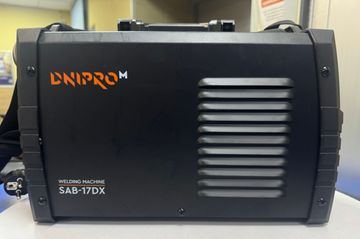 DNIPRO M
WELDING MACHINE
SAB-17DX